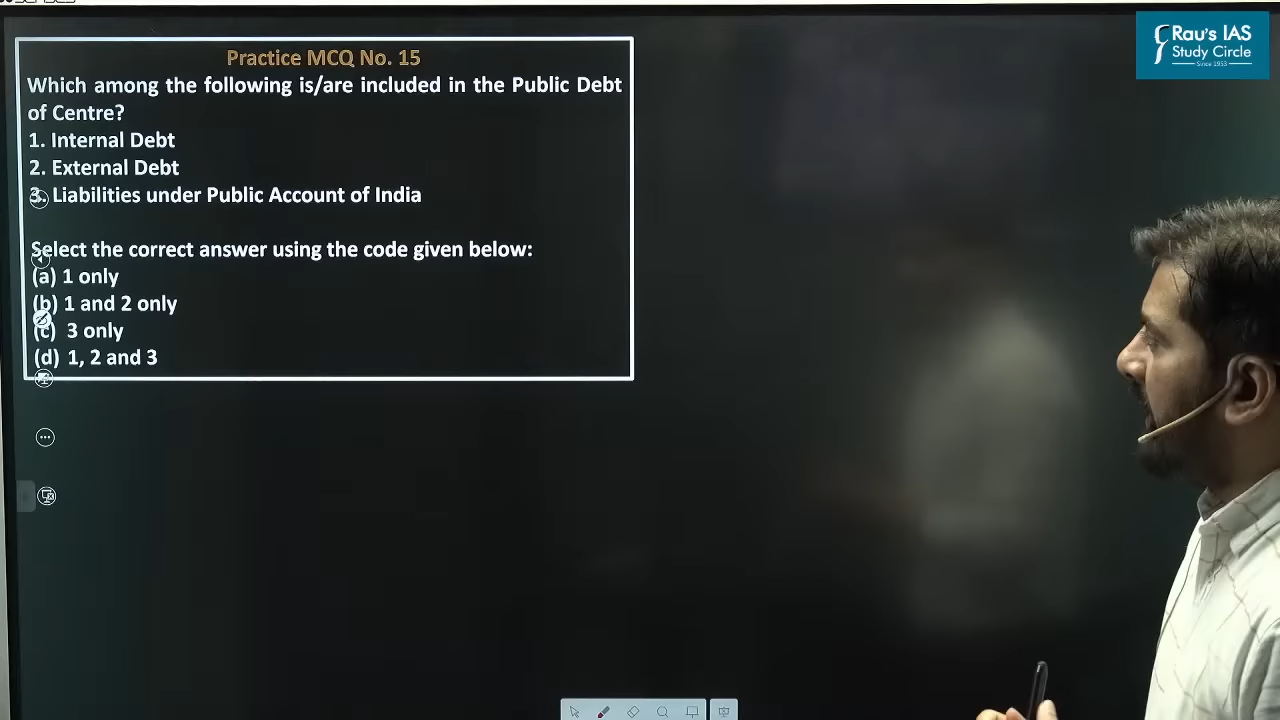 Rau's IAS
Study Circle
Since 1953
Practice MCQ No. 15
Which among the following is/are included in the Public Debt
of Centre?
1. Internal Debt
2. External Debt
3. Liabilities under Public Account of India
Select the correct answer using the code given below:
(a) 1 only
(b) 1 and 2 only
(c) 3 only
(d) 1, 2 and 3